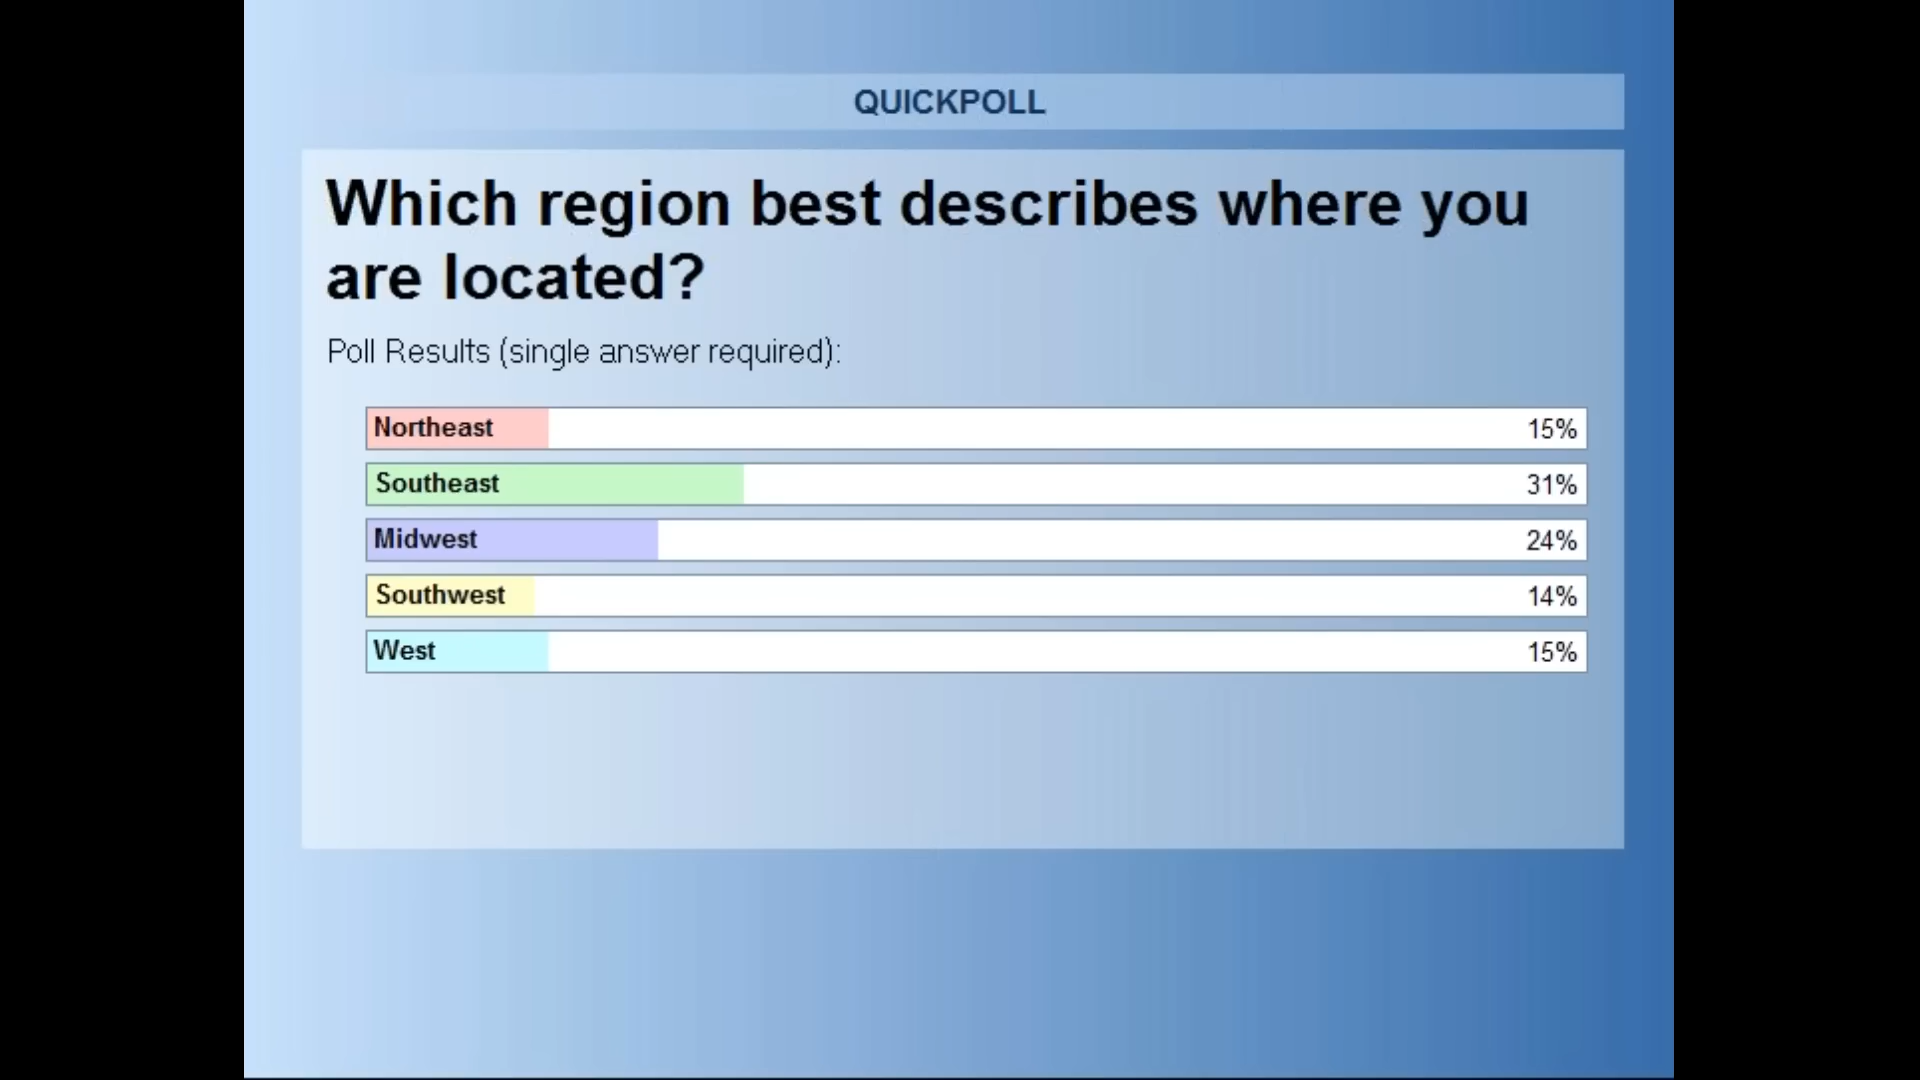 QUICKPOLL
Which region best describes where you
are located?
Poll Results (single answer required):
Northeast 15%
Southeast 31%
Midwest 24%
Southwest 14%
West 15%